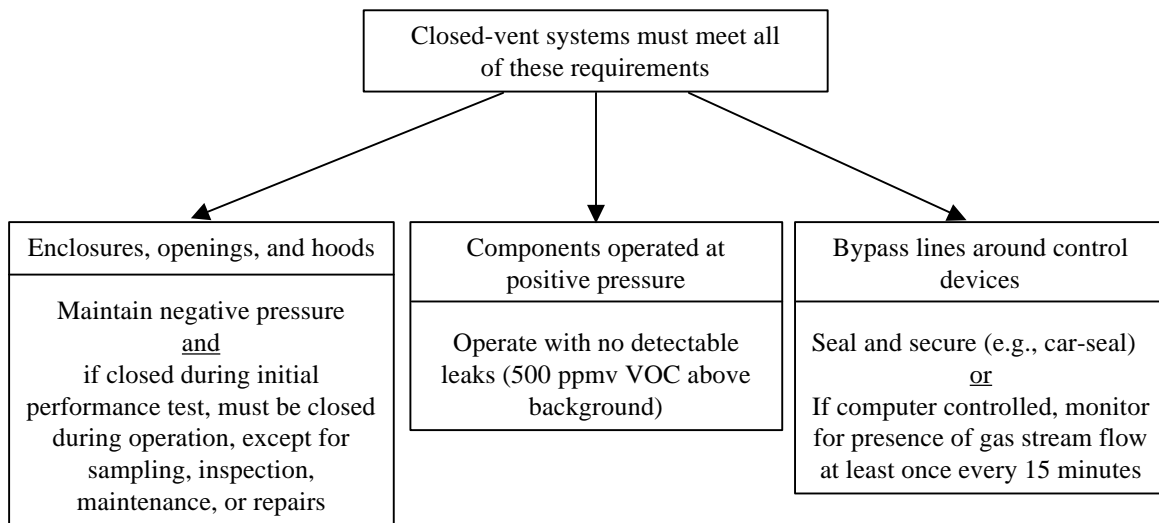 Closed-vent systems must meet all
of these requirements
Enclosures, openings, and hoods
Maintain negative pressure
and
if closed during initial
performance test, must be closed
during operation, except for
sampling, inspection,
maintenance, or repairs
Components operated at
positive pressure
Operate with no detectable
leaks (500 ppmv VOC above
background)
Bypass lines around control
devices
Seal and secure (e.g., car-seal)
or
If computer controlled, monitor
for presence of gas stream flow
at least once every 15 minutes